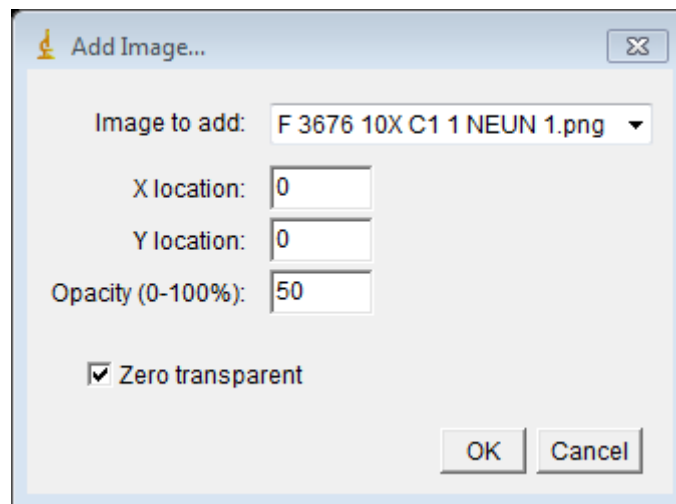 Add Image...
Image to add: F 3676 10X C1 1 NEUN 1.png
X location: 0
Y location: 0
Opacity (0-100%): 50
Zero transparent
OK Cancel